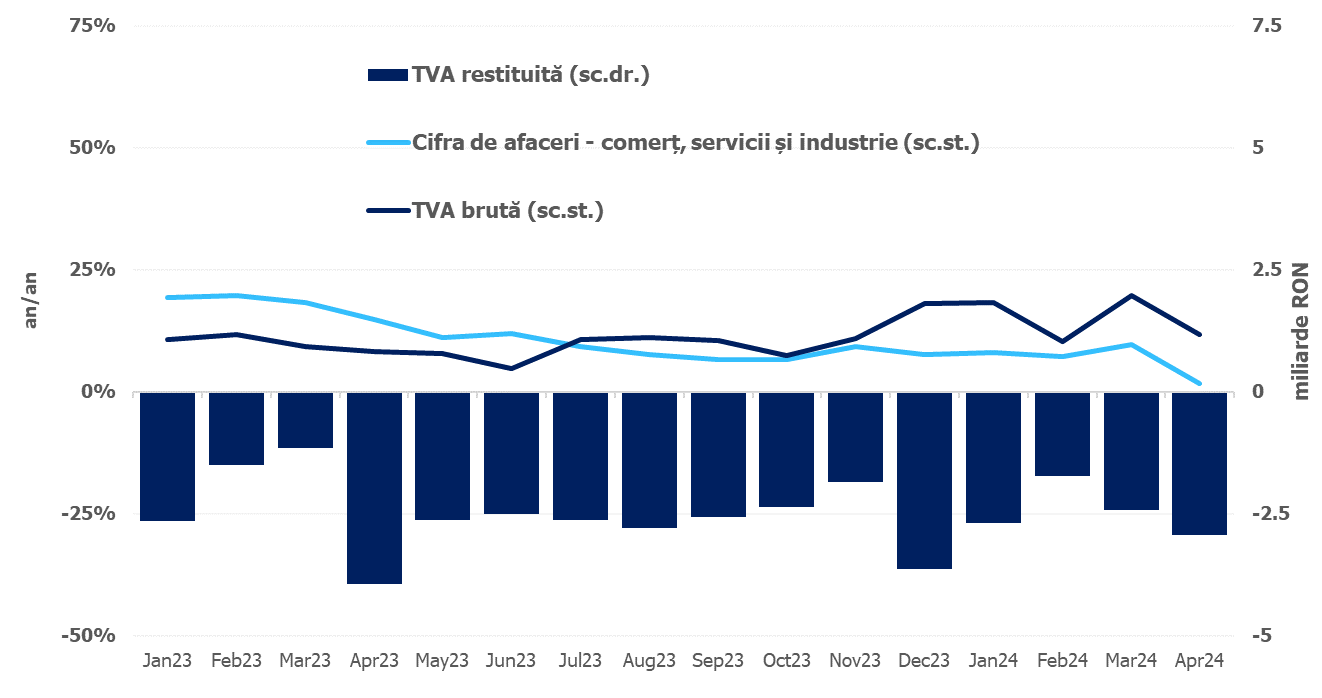 75%
50%
25%
0%
-25%
-50%
an/an
TVA restituită (sc.dr.)
Cifra de afaceri - comerț, servicii și industrie (sc.st.)
TVA brută (sc.st.)
7.5
5
2.5
0
-2.5
-5
miliarde RON
Jan23 Feb23 Mar23 Apr23 May23 Jun23 Jul23 Aug23 Sep23 Oct23 Nov23 Dec23 Jan24 Feb24 Mar24 Apr24